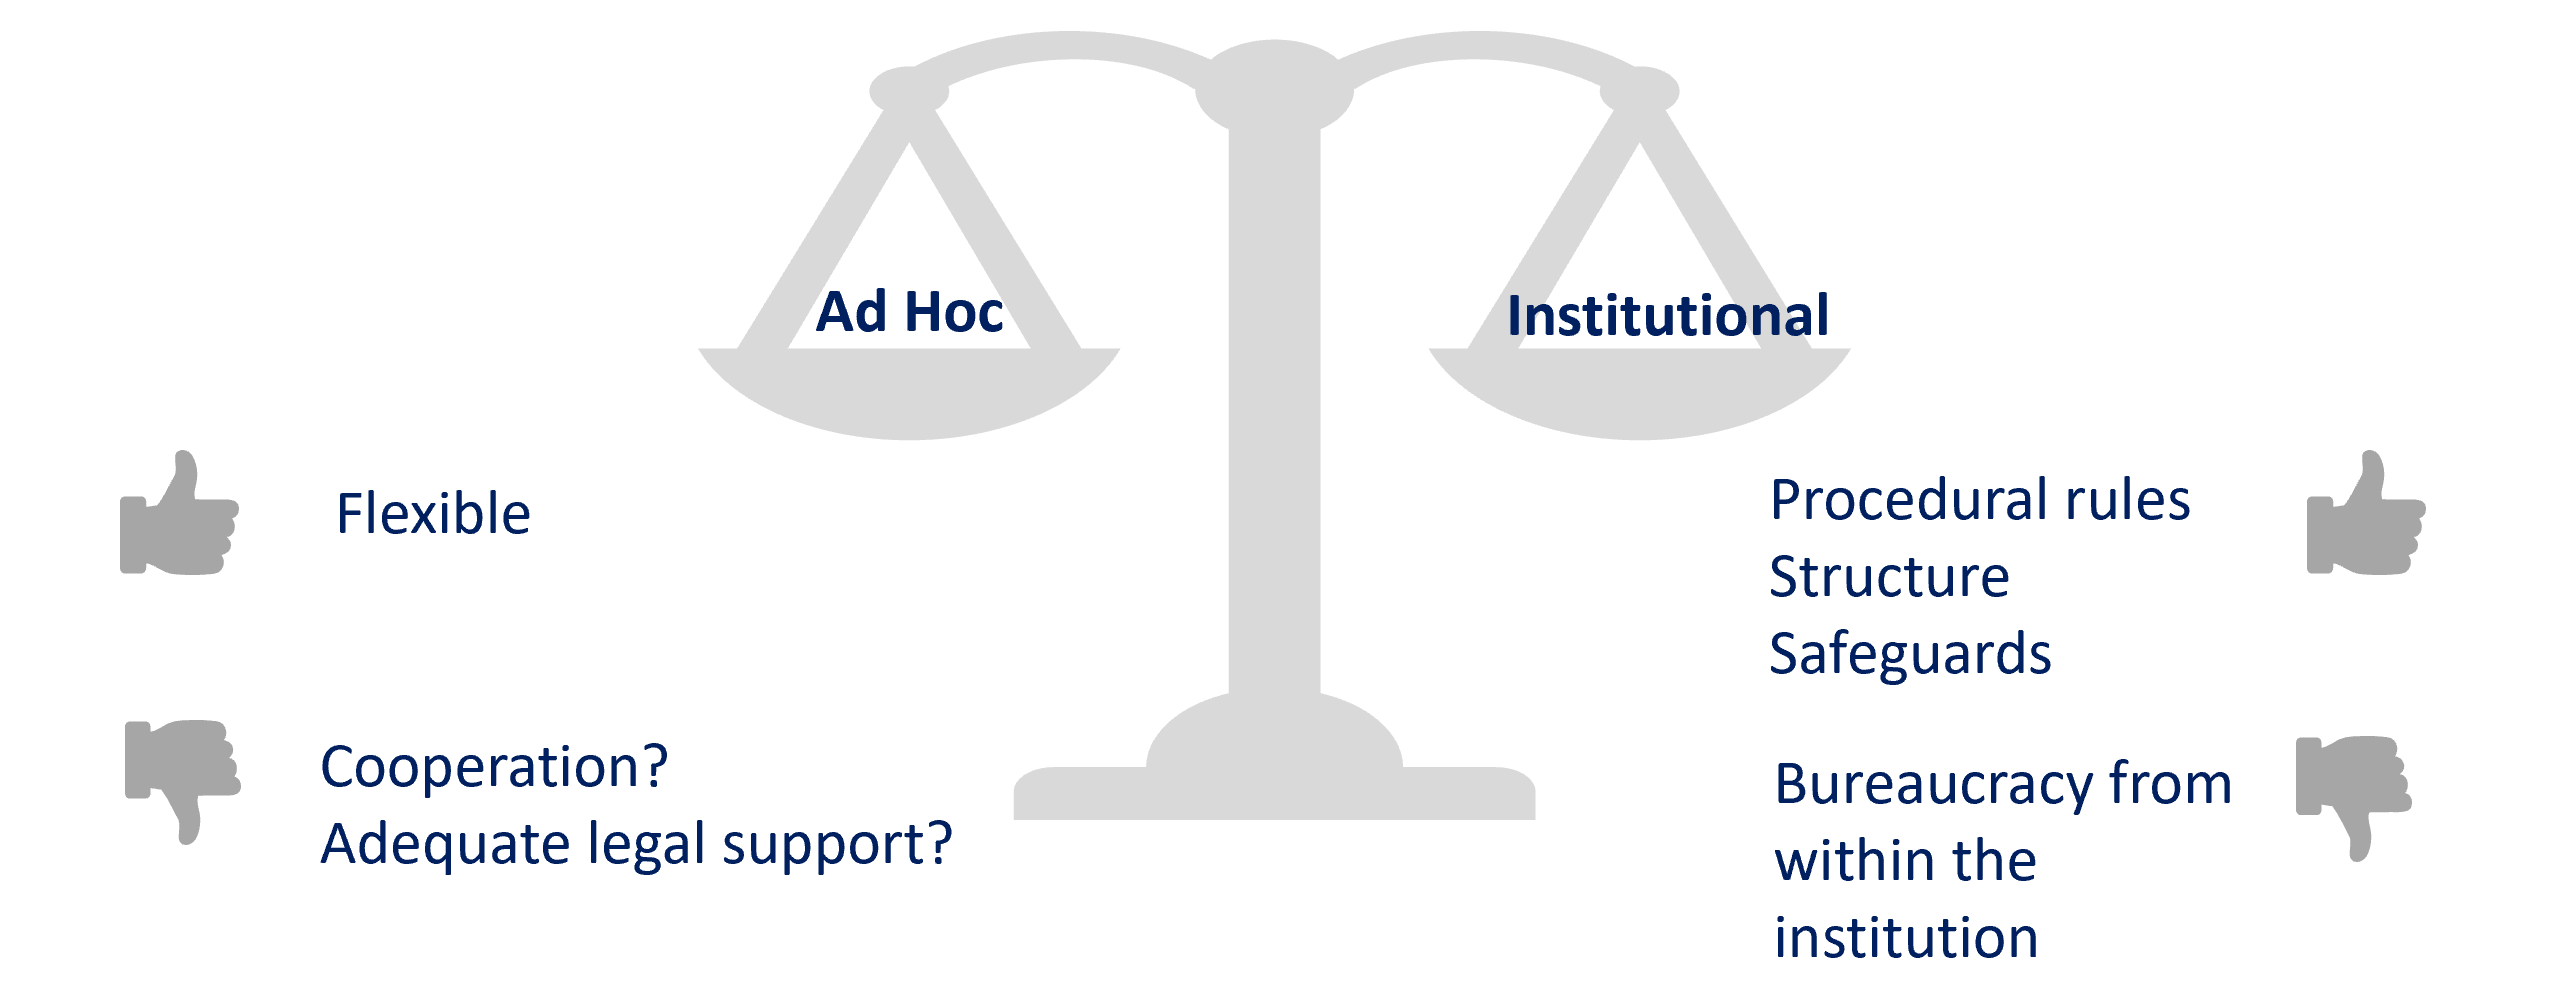 Ad Hoc
Institutional
Flexible
Cooperation?
Adequate legal support?
Procedural rules
Structure
Safeguards
Bureaucracy from
within the
institution